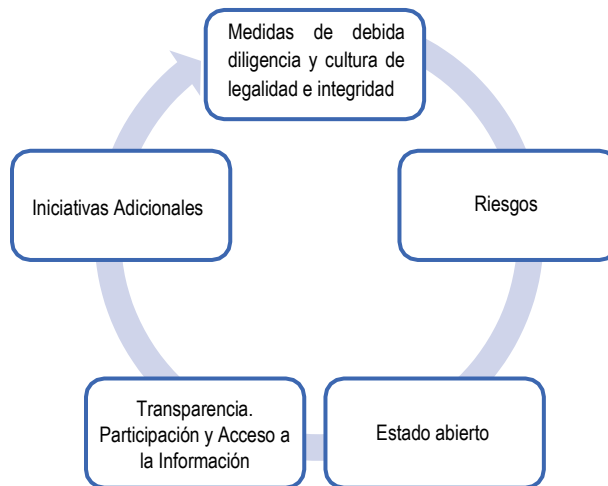 Medidas de debida
diligencia y cultura de
legalidad e integridad
Riesgos
Estado abierto
Transparencia.
Participación y Acceso a
la Información
Iniciativas Adicionales